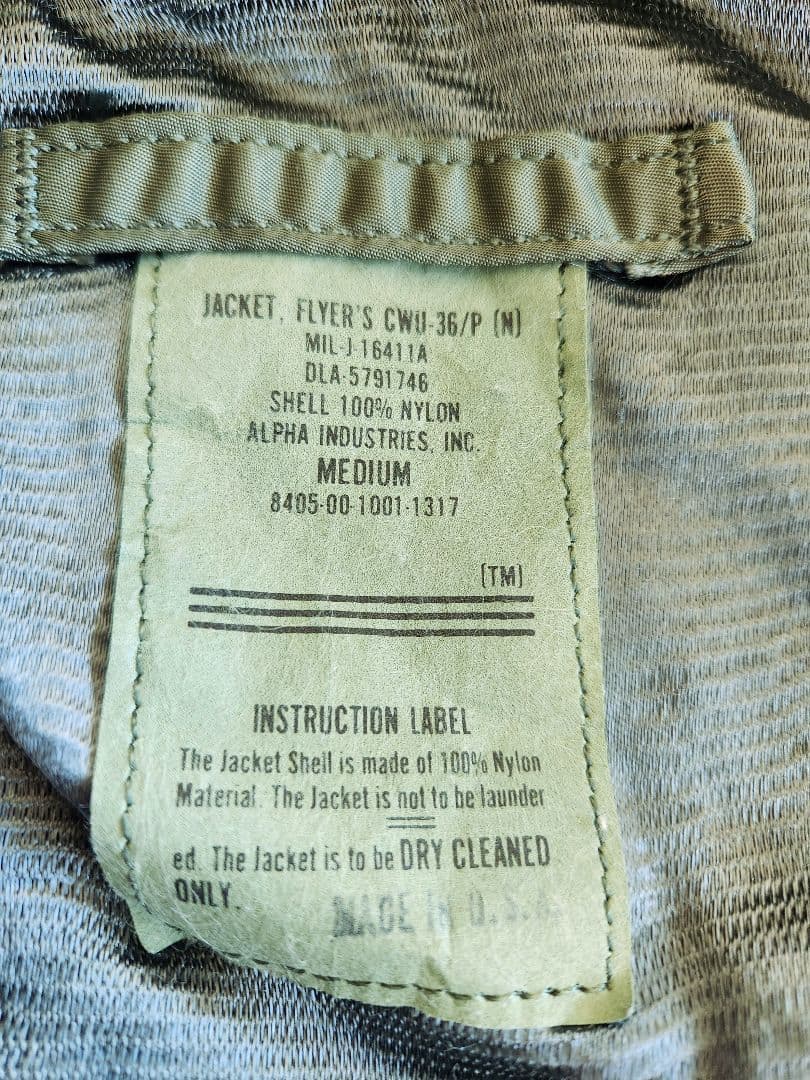 JACKET, FLYER'S CWU-36/P (N)
MIL-J-16411A
DLA-5791746
SHELL 100% NYLON
ALPHA INDUSTRIES, INC.
MEDIUM
8405-00-1001-1317
(TM)
INSTRUCTION LABEL
The Jacket Shell is made of 100% Nylon
Material. The Jacket is not to be launder
ed. The Jacket is to be DRY CLEANED
ONLY.
MADE IN U.S.A.